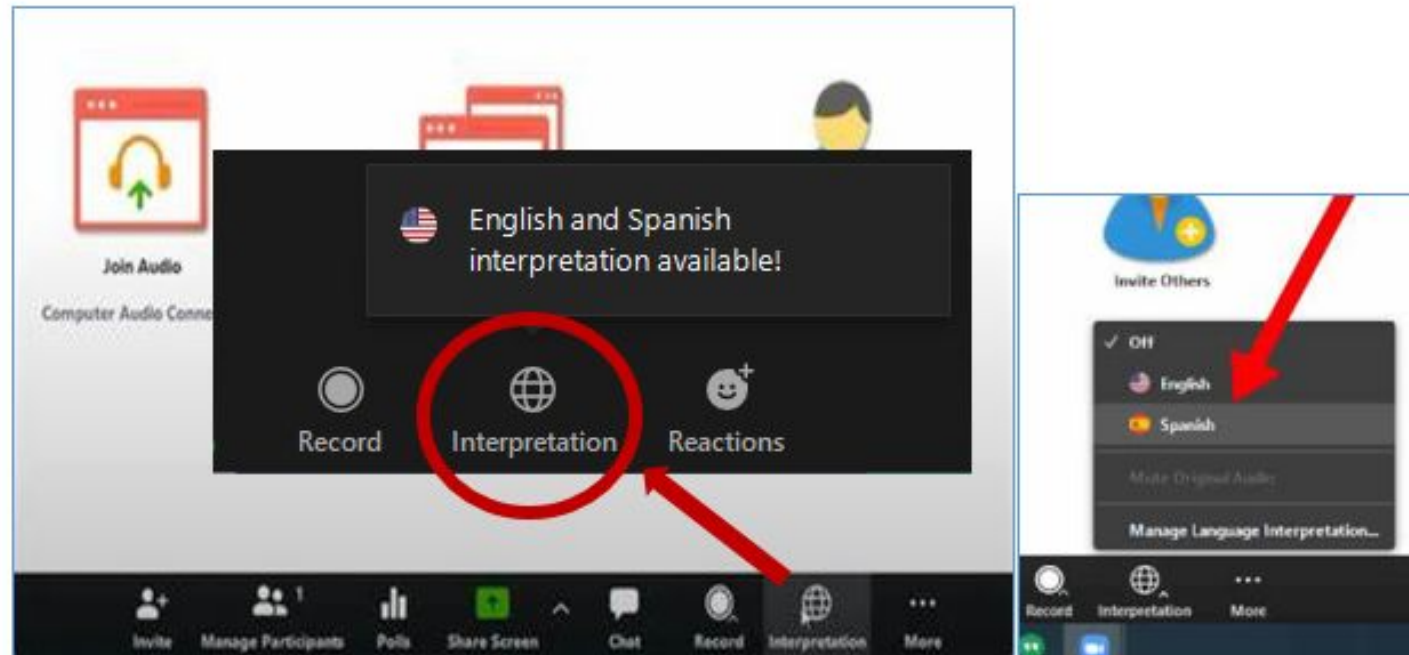 Join Audio
Computer Audio Conne
English and Spanish
interpretation available!
Record
Interpretation
Reactions
Invite
Manage Participants
1
Polls
Share Screen
Chat
Record
Interpretation
More
Invite Others
Off
English
Spanish
Mute Original Audio
Manage Language Interpretation...
Record
Interpretation
More